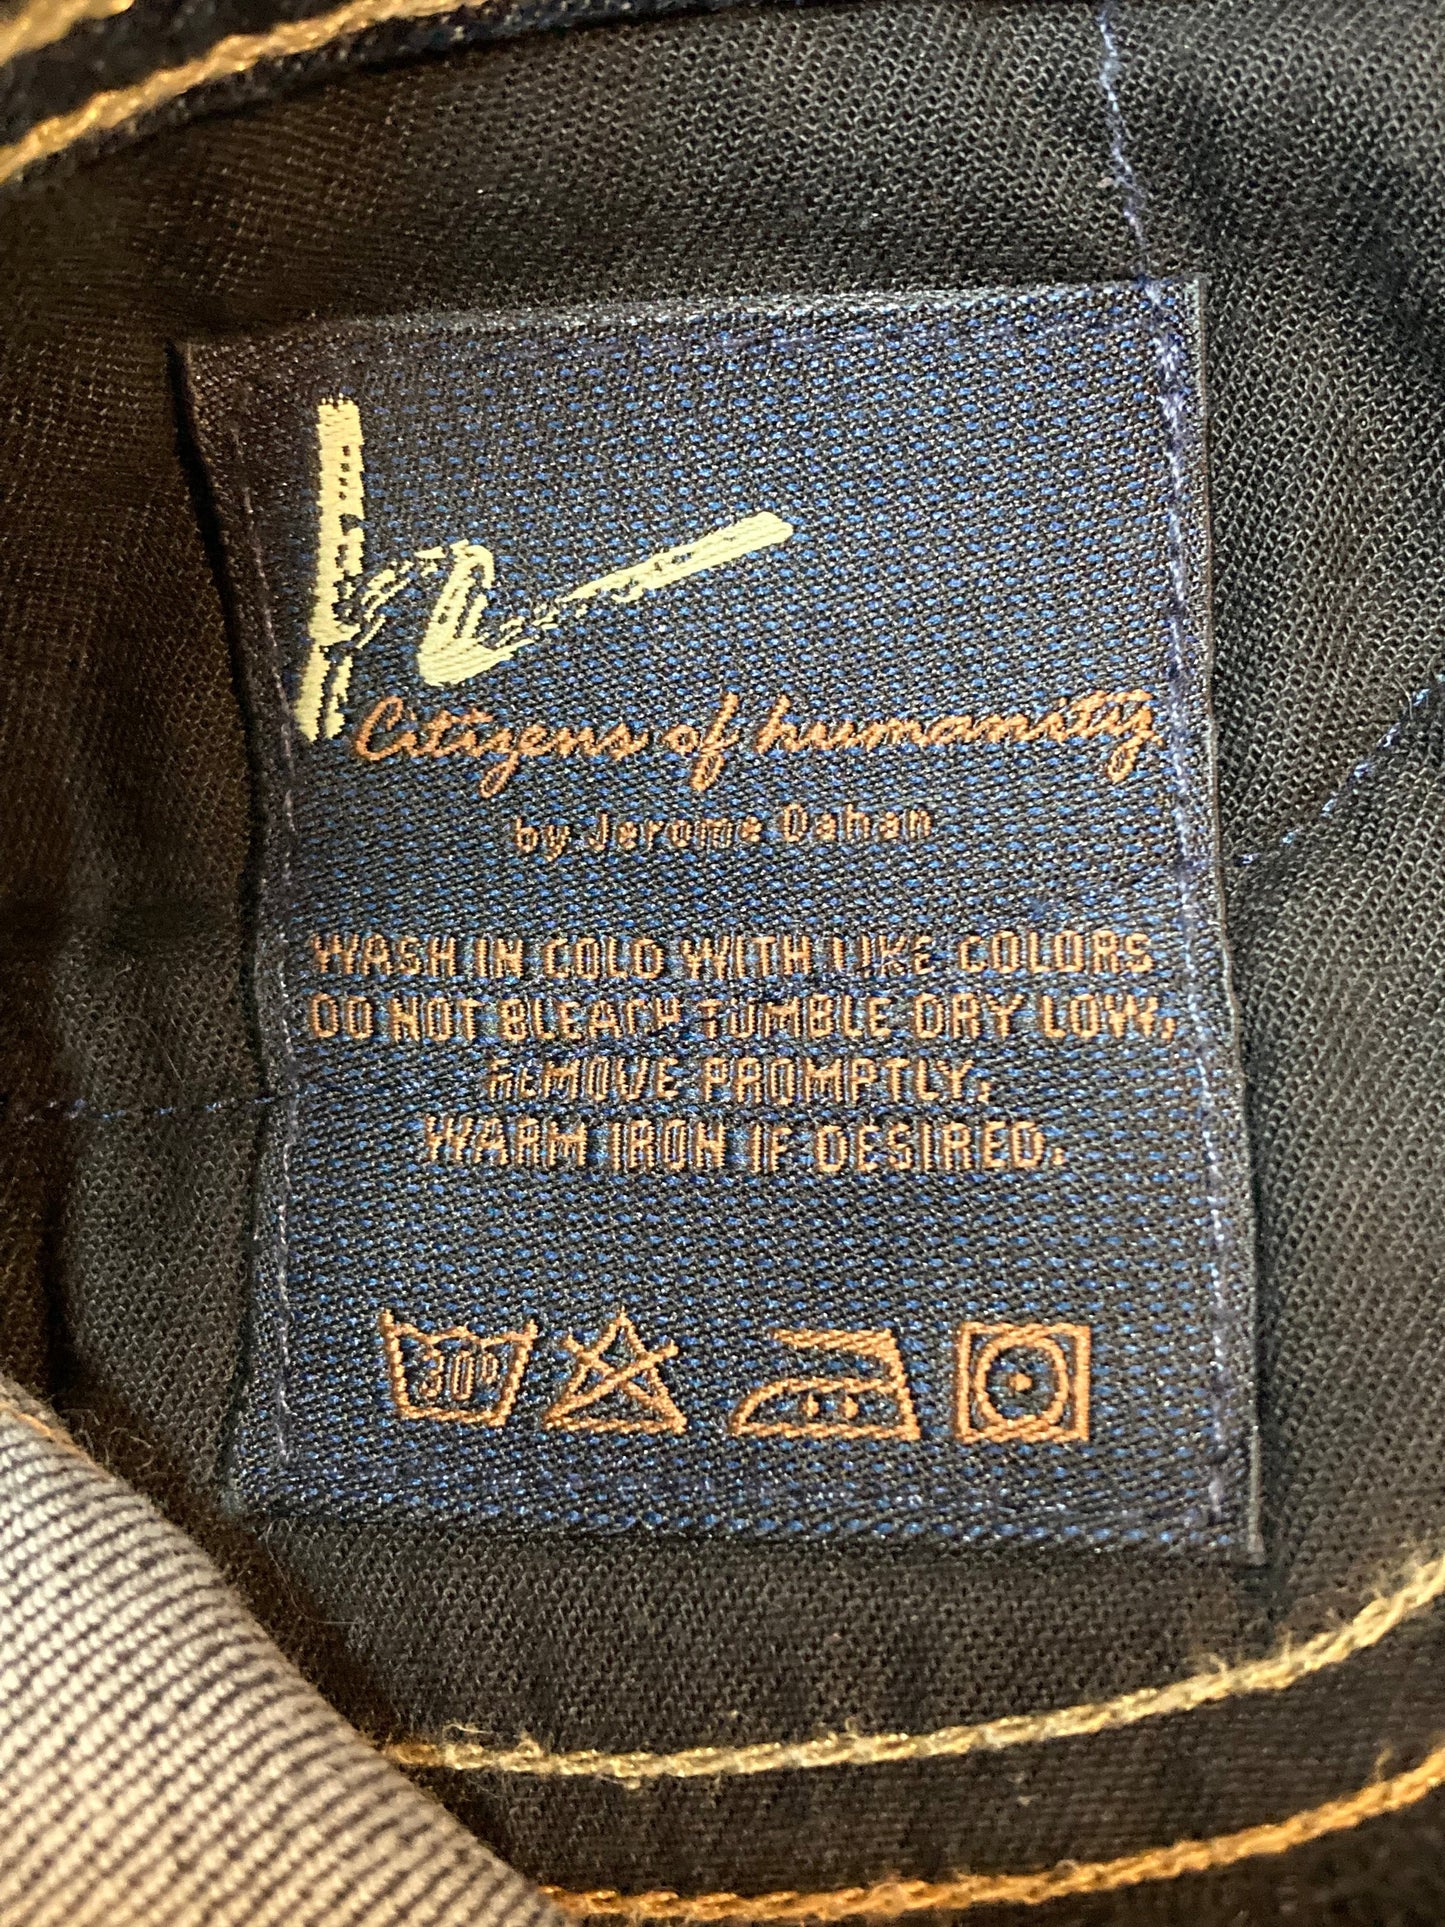 Citizens of humanity
by Jerome Dahan
WASH IN COLD WITH LIKE COLORS
DO NOT BLEACH TUMBLE DRY LOW,
REMOVE PROMPTLY,
WARM IRON IF DESIRED.
30°